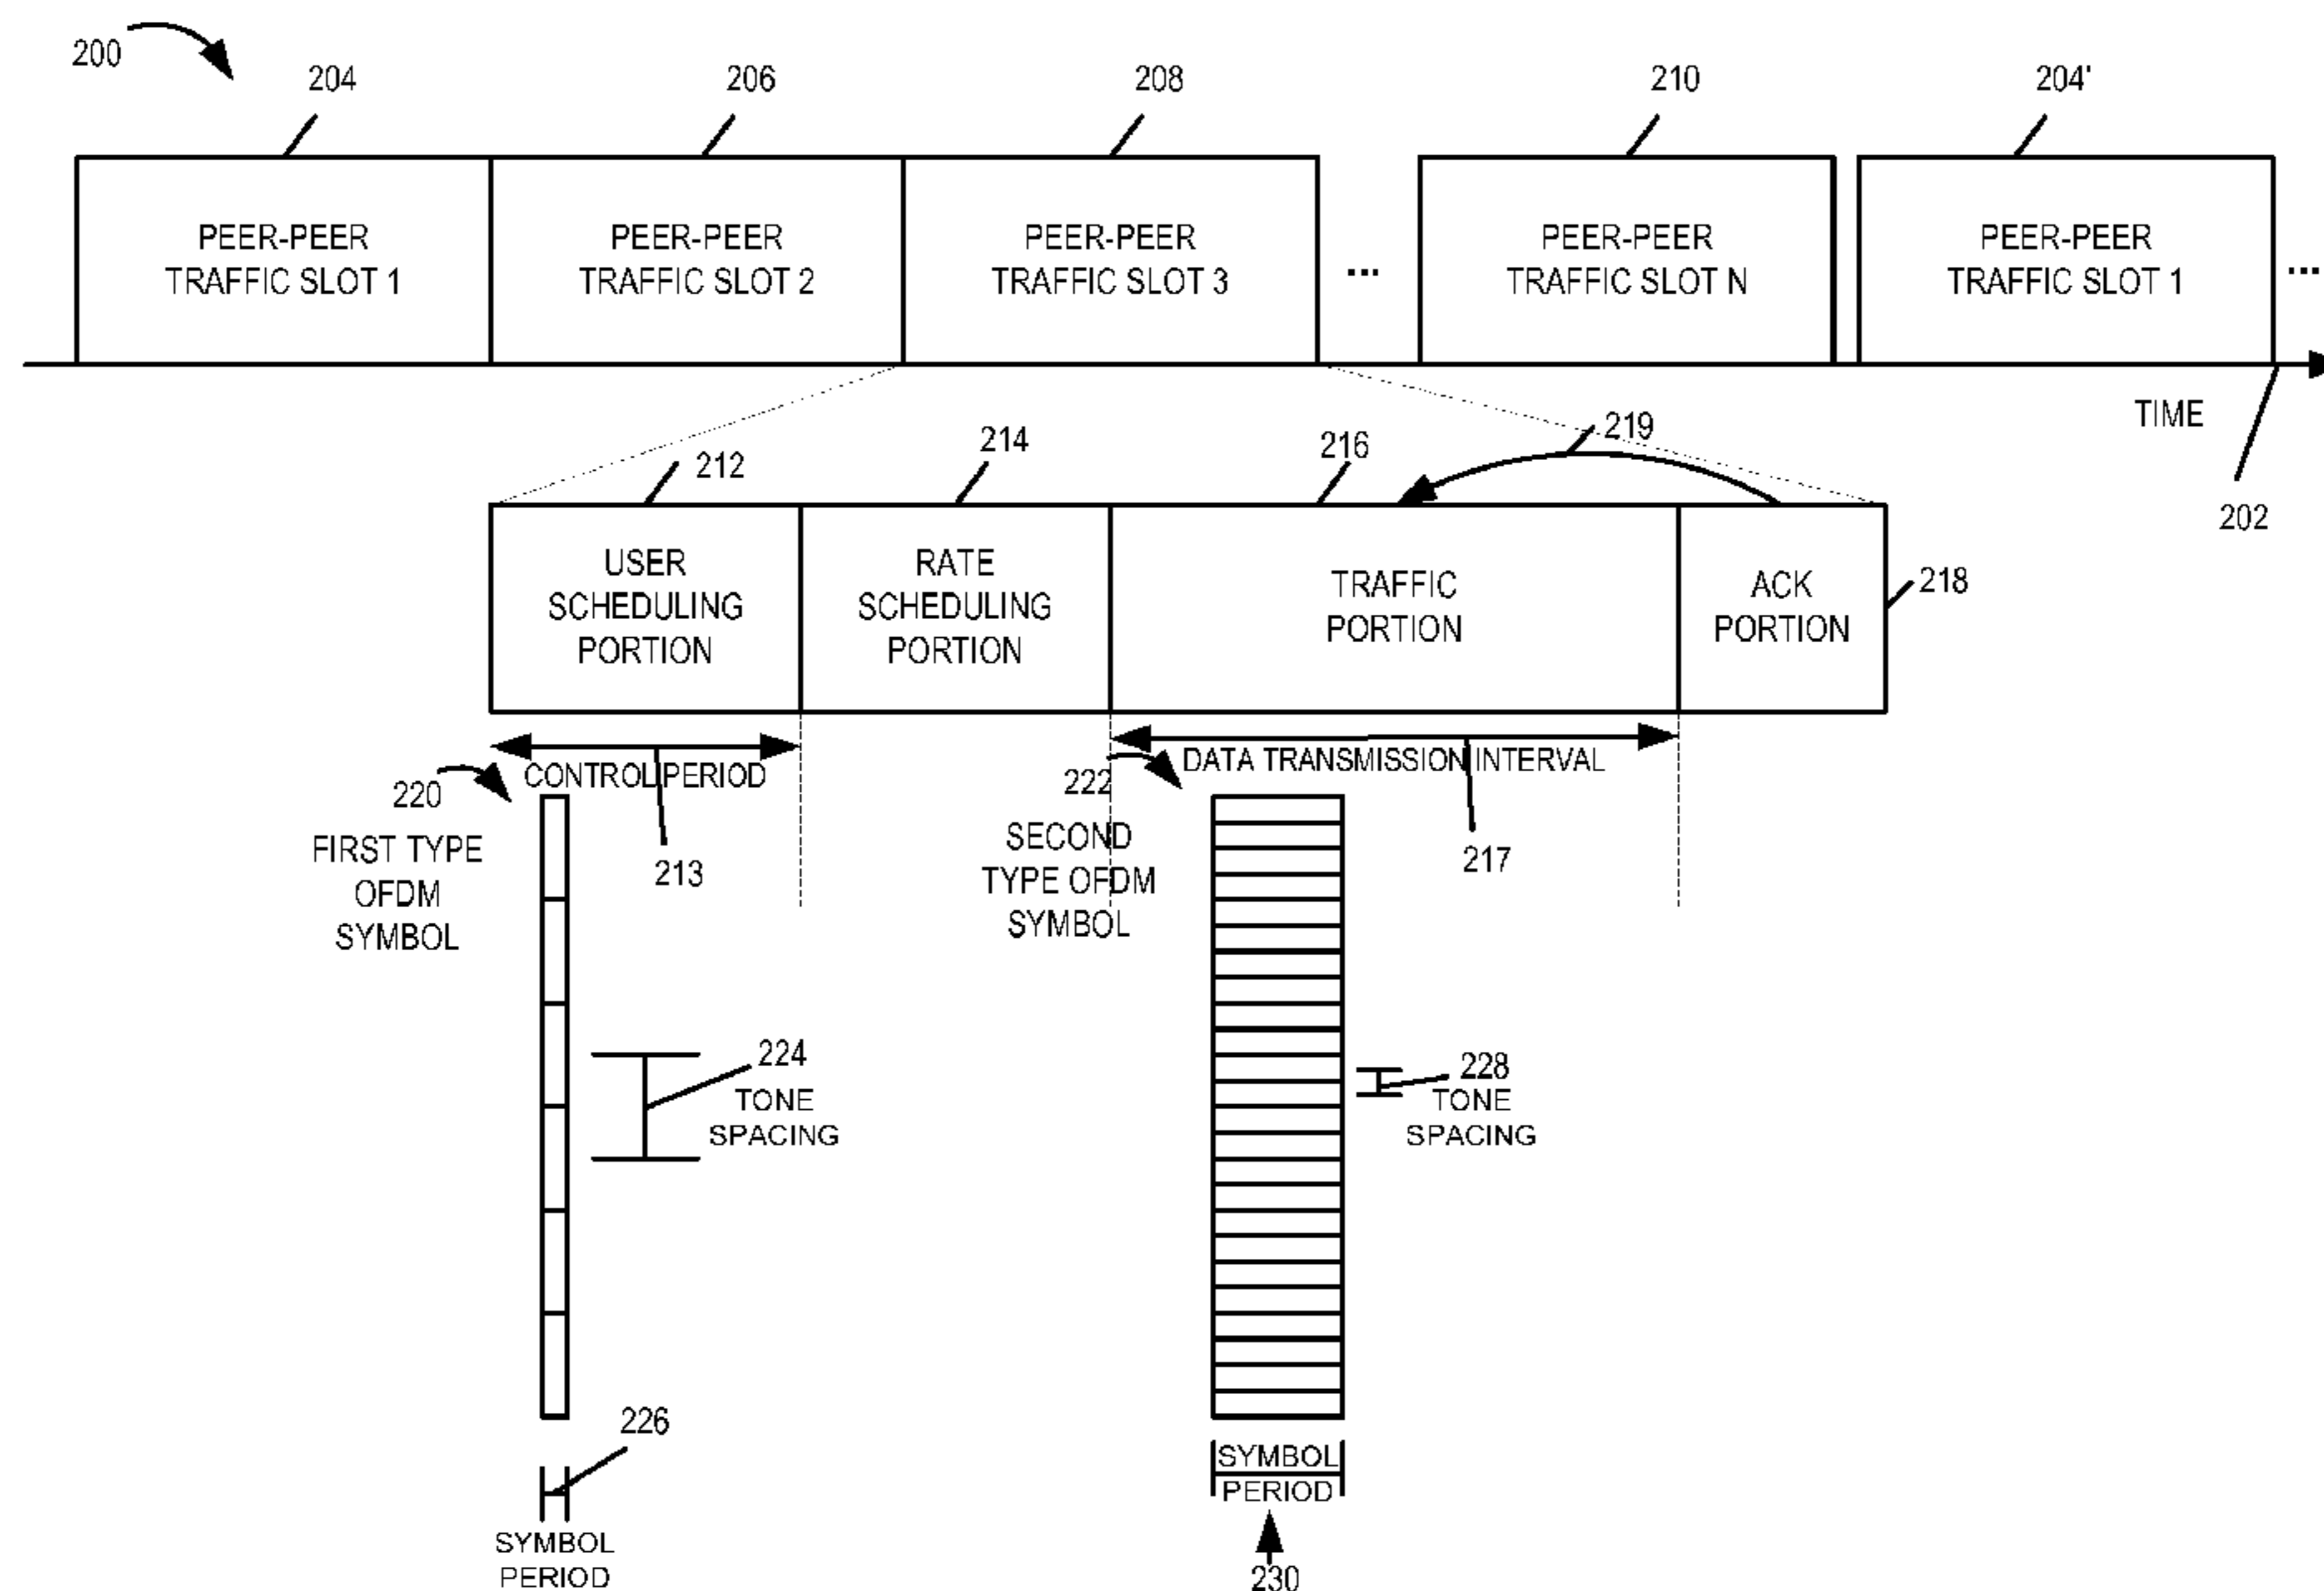 200
204
206
208
210
204'
PEER-PEER
TRAFFIC SLOT 1
PEER-PEER
TRAFFIC SLOT 2
PEER-PEER
TRAFFIC SLOT 3
...
PEER-PEER
TRAFFIC SLOT N
PEER-PEER
TRAFFIC SLOT 1
...
TIME
202
212
214
216
219
USER
SCHEDULING
PORTION
RATE
SCHEDULING
PORTION
TRAFFIC
PORTION
ACK
PORTION
218
CONTROL PERIOD
213
DATA TRANSMISSION INTERVAL
217
220
FIRST TYPE
OFDM
SYMBOL
222
SECOND
TYPE OFDM
SYMBOL
224
TONE
SPACING
228
TONE
SPACING
226
SYMBOL
PERIOD
SYMBOL
PERIOD
230